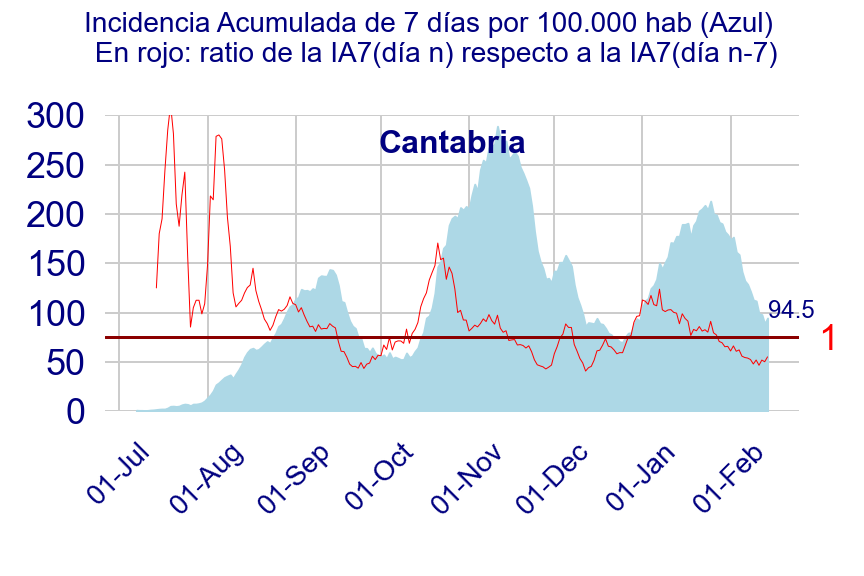 Incidencia Acumulada de 7 días por 100.000 hab (Azul)
En rojo: ratio de la IA7(día n) respecto a la IA7(día n-7)
Cantabria
300
250
200
150
100
50
0
94.5
1
01-Jul
01-Aug
01-Sep
01-Oct
01-Nov
01-Dec
01-Jan
01-Feb